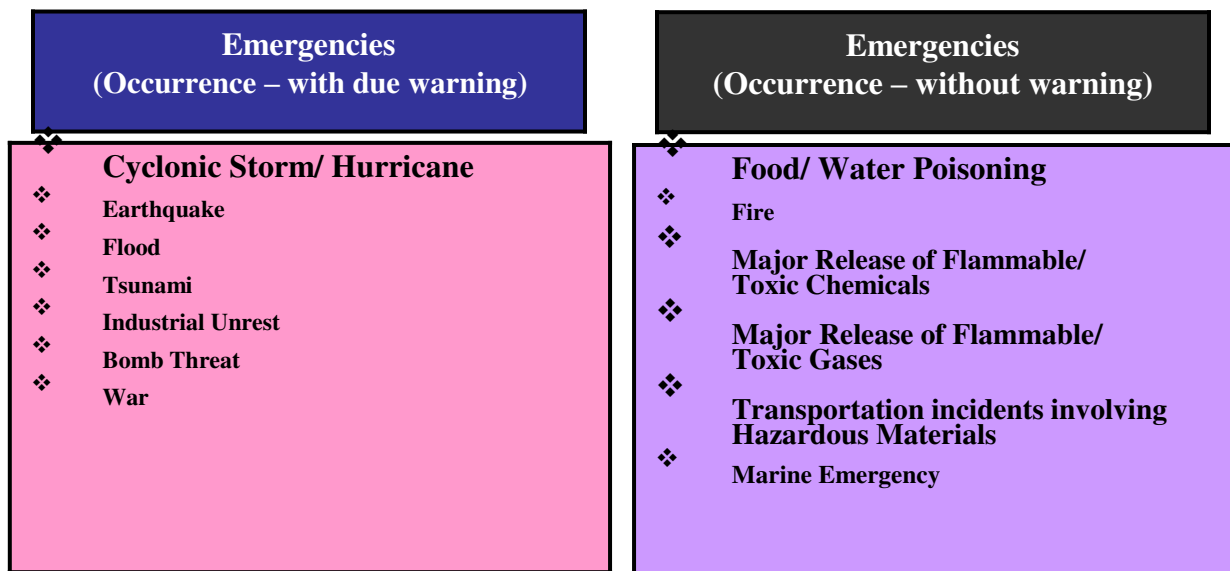 Emergencies
(Occurrence – with due warning)
❖ Cyclonic Storm/ Hurricane
❖ Earthquake
❖ Flood
❖ Tsunami
❖ Industrial Unrest
❖ Bomb Threat
❖ War
Emergencies
(Occurrence – without warning)
❖ Food/ Water Poisoning
❖ Fire
❖ Major Release of Flammable/
Toxic Chemicals
❖ Major Release of Flammable/
Toxic Gases
❖ Transportation incidents involving
Hazardous Materials
❖ Marine Emergency